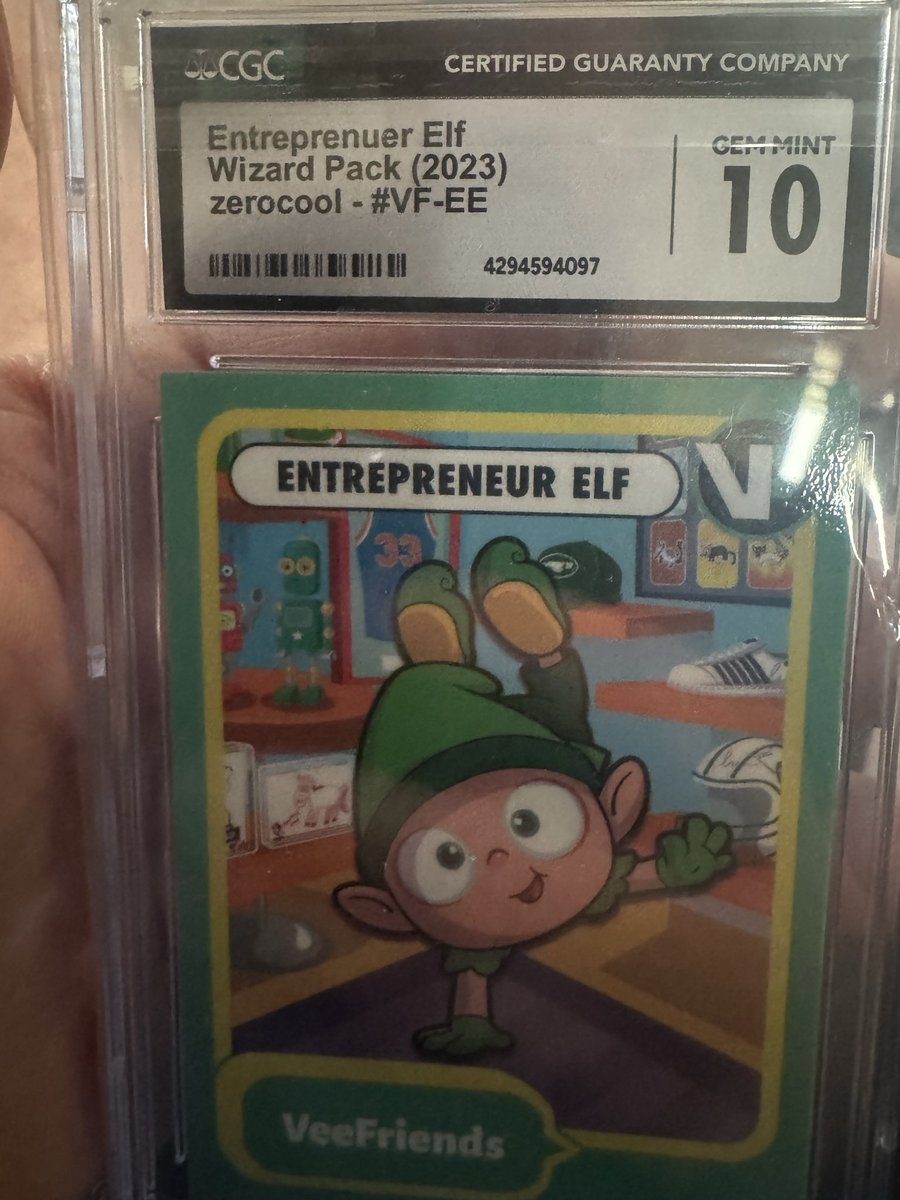 CGC
CERTIFIED GUARANTY COMPANY
Entreprenuer Elf
Wizard Pack (2023)
zerocool - #VF-EE
GEM MINT
10
4294594097
ENTREPRENEUR ELF
V
33
VeeFriends